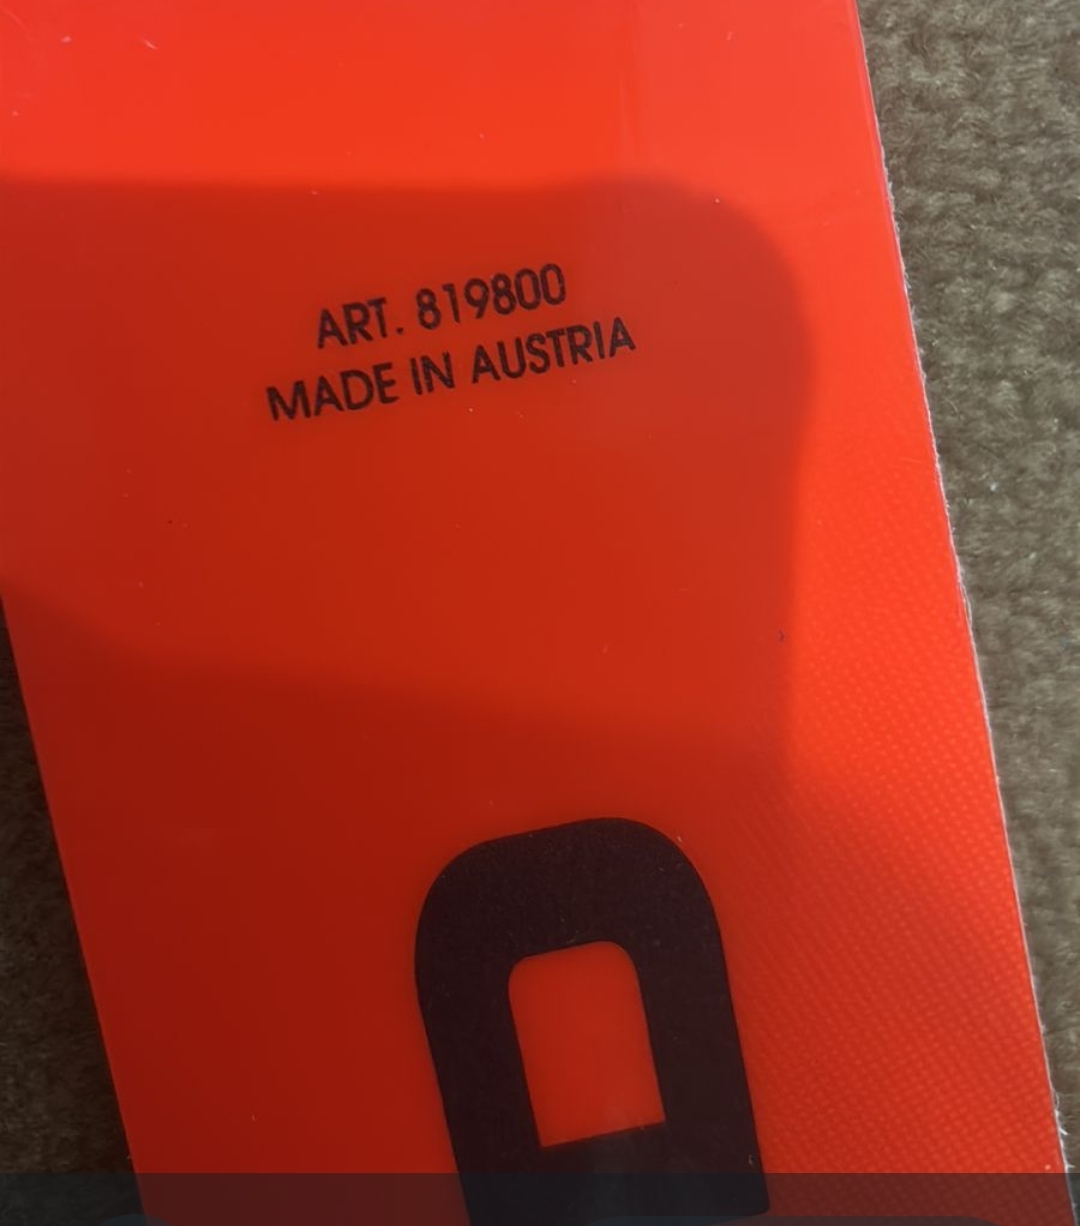 ART. 819800
MADE IN AUSTRIA